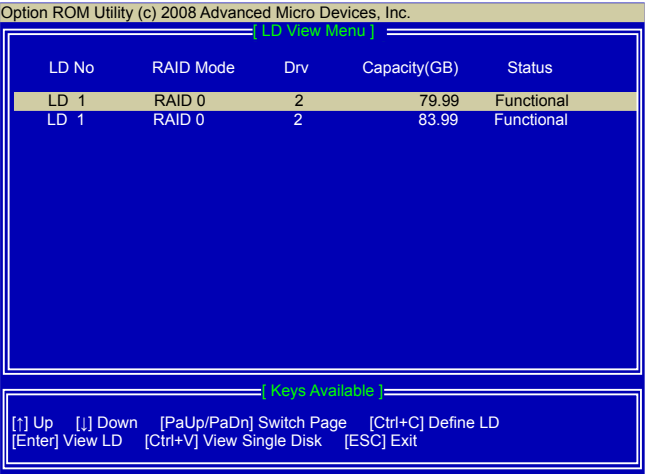 Option ROM Utility (c) 2008 Advanced Micro Devices, Inc.
[ LD View Menu ]
LD No RAID Mode Drv Capacity(GB) Status
LD 1 RAID 0 2 79.99 Functional
LD 1 RAID 0 2 83.99 Functional
[ Keys Available ]
[↑] Up [↓] Down [PaUp/PaDn] Switch Page [Ctrl+C] Define LD
[Enter] View LD [Ctrl+V] View Single Disk [ESC] Exit